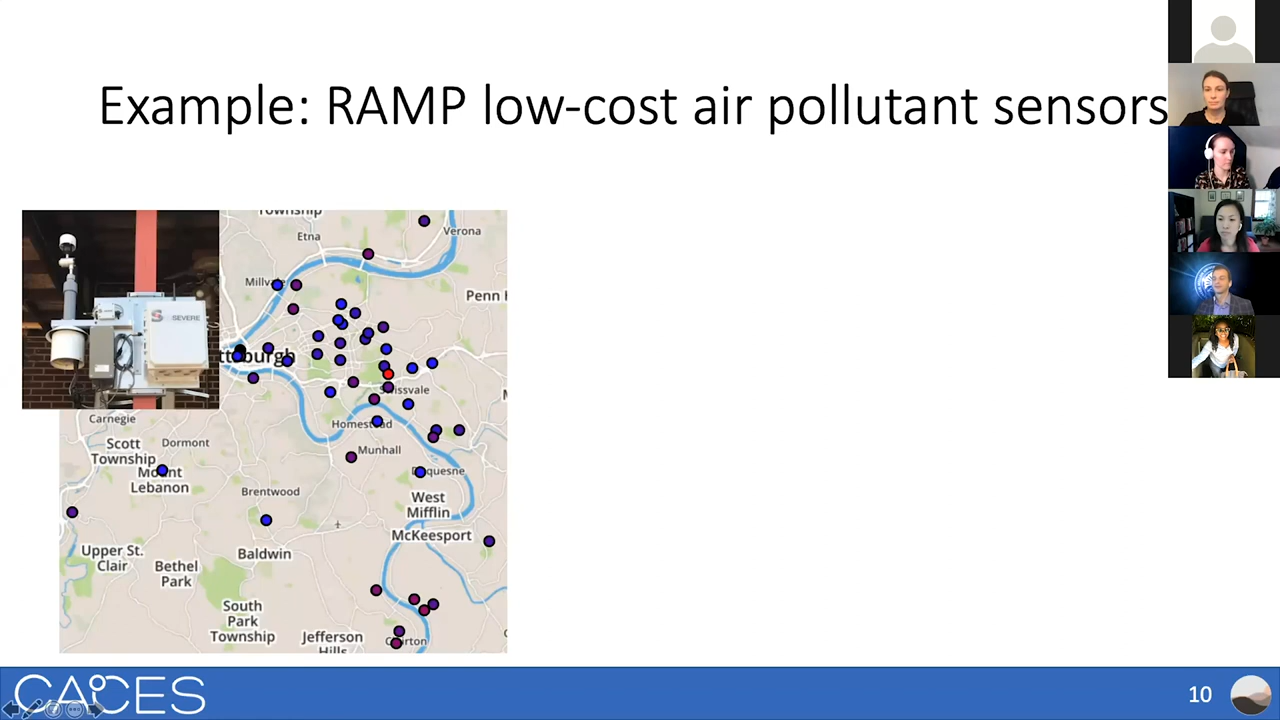 Example: RAMP low-cost air pollutant sensors
Township
Etna
Verona
Millv
Penn H
SEVERE
ttsburgh
Swissvale
Carnegie
Homestead
Scott
Township
Dormont
Munhall
Mount
Lebanon
Duquesne
Brentwood
West
Mifflin
McKeesport
Upper St.
Clair
Baldwin
Bethel
Park
South
Park
Township
Jefferson
Hills
Clairton
CACES
10